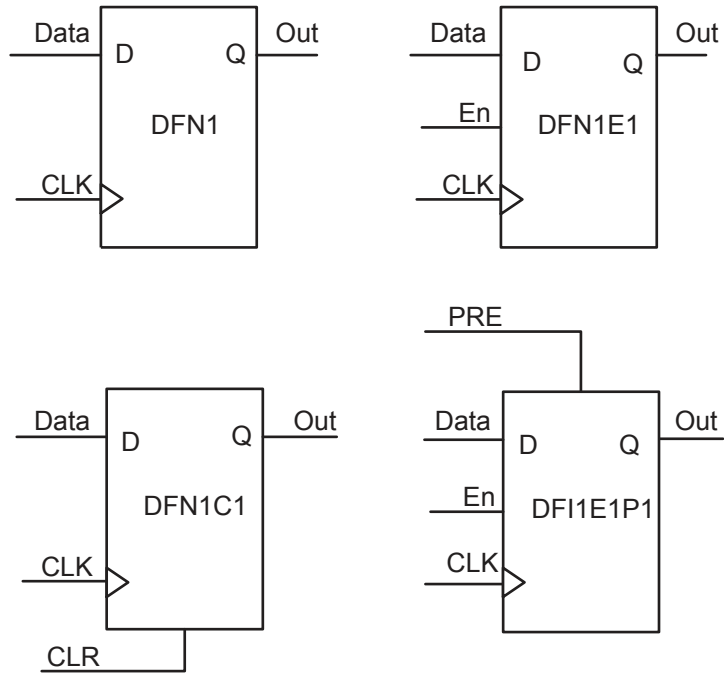 Data
D
Q
Out
DFN1
CLK
Data
D
Q
Out
En
DFN1E1
CLK
Data
D
Q
Out
DFN1C1
CLK
CLR
PRE
Data
D
Q
Out
En
DFI1E1P1
CLK